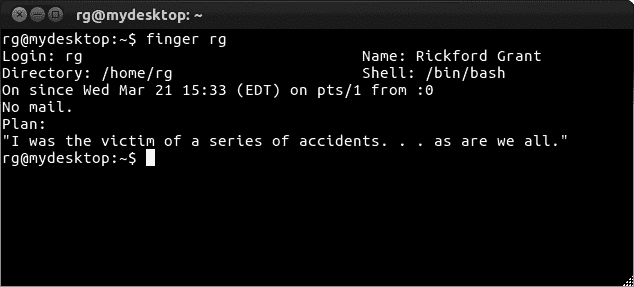 rg@mydesktop: ~
rg@mydesktop:~$ finger rg
Login: rg Name: Rickford Grant
Directory: /home/rg Shell: /bin/bash
On since Wed Mar 21 15:33 (EDT) on pts/1 from :0
No mail.
Plan:
"I was the victim of a series of accidents. . . as are we all."
rg@mydesktop:~$